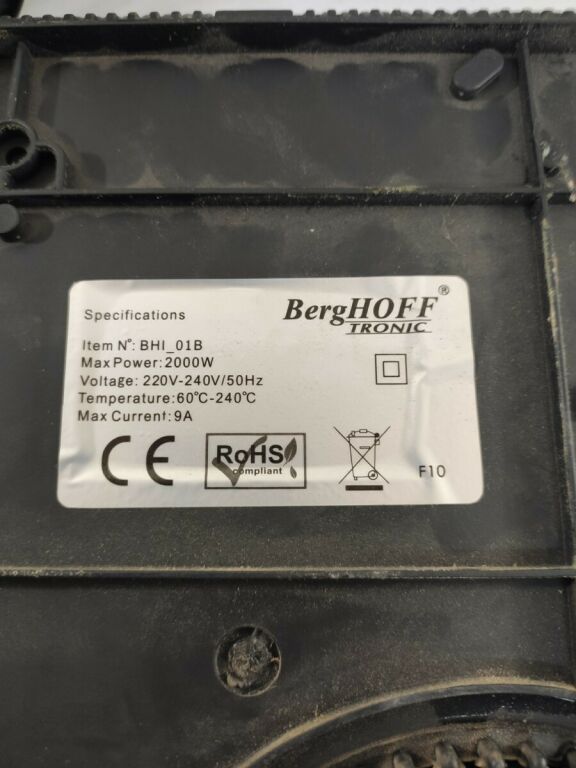 Specifications
BergHOFF®
TRONIC
Item N°: BHI_01B
Max Power: 2000W
Voltage: 220V-240V/50Hz
Temperature: 60℃-240℃
Max Current: 9A
CE
RoHS
compliant
F10